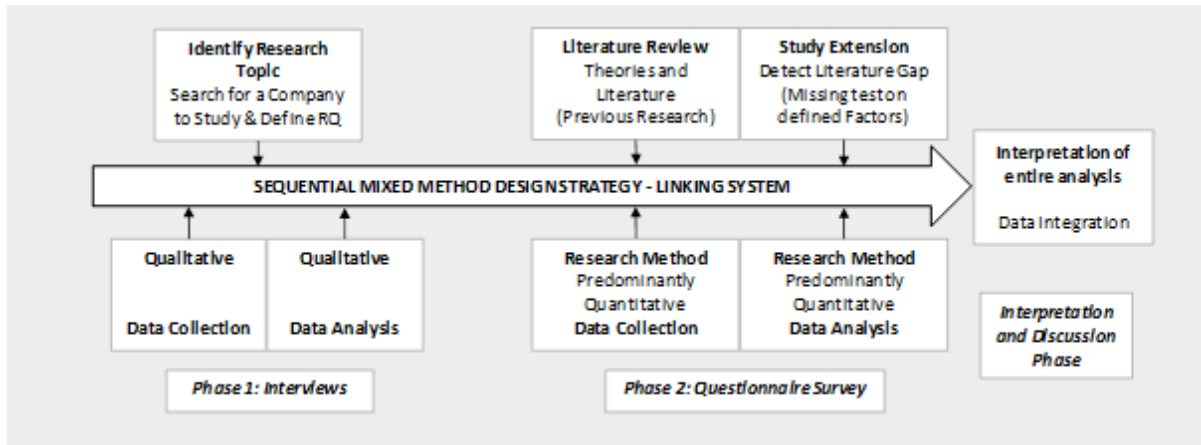 Identify Research
Topic
Search for a Company
to Study & Define RQ
Literature Review
Theories and
Literature
(Previous Research)
Study Extension
Detect Literature Gap
(Missing test on
defined Factors)
SEQUENTIAL MIXED METHOD DESIGN STRATEGY - LINKING SYSTEM
Interpretation of
entire analysis
Data Integration
Qualitative
Data Collection
Qualitative
Data Analysis
Research Method
Predominantly
Quantitative
Data Collection
Research Method
Predominantly
Quantitative
Data Analysis
Interpretation
and Discussion
Phase
Phase 1: Interviews
Phase 2: Questionnaire Survey